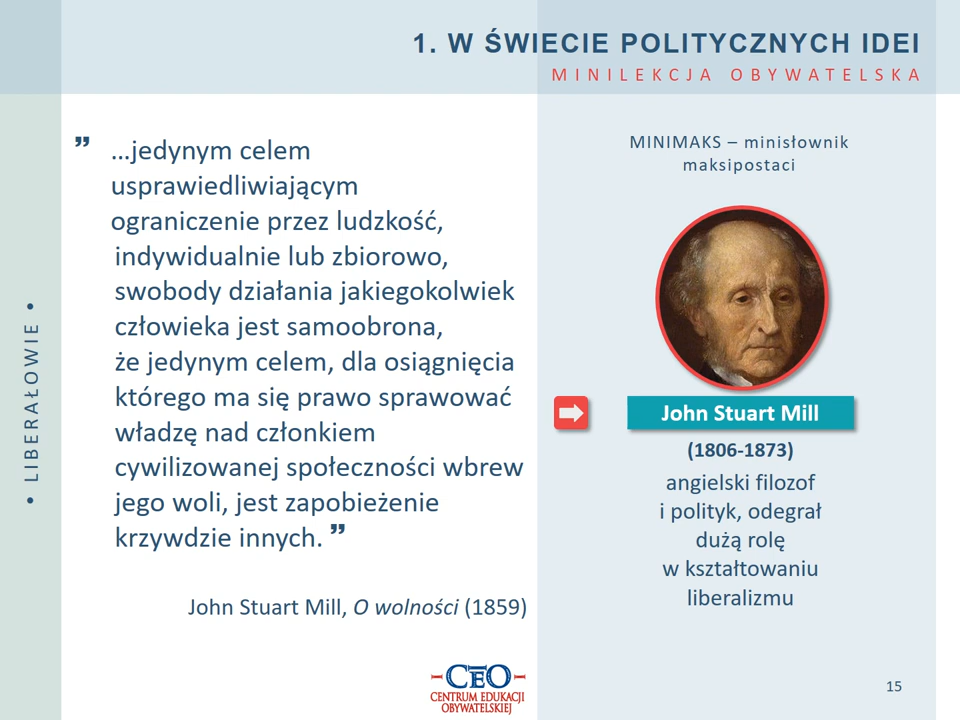 1. W ŚWIECIE POLITYCZNYCH IDEI
MINILEKCJA OBYWATELSKA
• LIBERAŁOWIE •
” …jedynym celem
usprawiedliwiającym
ograniczenie przez ludzkość,
indywidualnie lub zbiorowo,
swobody działania jakiegokolwiek
człowieka jest samoobrona,
że jedynym celem, dla osiągnięcia
którego ma się prawo sprawować
władzę nad członkiem
cywilizowanej społeczności wbrew
jego woli, jest zapobieżenie
krzywdzie innych. ”
John Stuart Mill, O wolności (1859)
MINIMAKS – minisłownik
maksipostaci
John Stuart Mill
(1806-1873)
angielski filozof
i polityk, odegrał
dużą rolę
w kształtowaniu
liberalizmu
CEO
CENTRUM EDUKACJI
OBYWATELSKIEJ
15